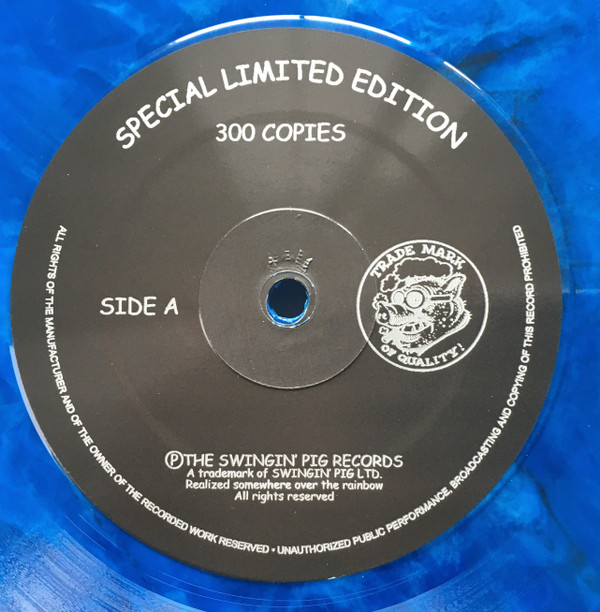 SPECIAL LIMITED EDITION
300 COPIES
SIDE A
TRADE MARK
OF QUALITY!
ⓅTHE SWINGIN' PIG RECORDS
A trademark of SWINGIN' PIG LTD.
Realized somewhere over the rainbow
All rights reserved
ALL RIGHTS OF THE MANUFACTURER AND OF THE OWNER OF THE RECORDED WORK RESERVED • UNAUTHORIZED PUBLIC PERFORMANCE, BROADCASTING AND COPYING OF THIS RECORD PROHIBITED